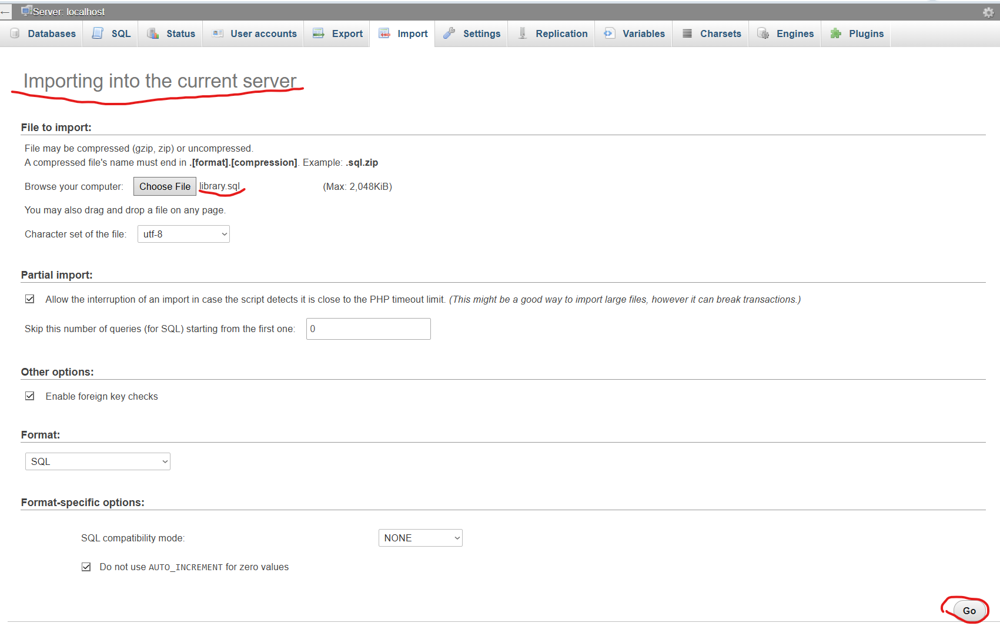 Server: localhost
Databases SQL Status User accounts Export Import Settings Replication Variables Charsets Engines Plugins
Importing into the current server
File to import:
File may be compressed (gzip, zip) or uncompressed.
A compressed file's name must end in .[format].[compression]. Example: .sql.zip
Browse your computer: Choose File library.sql (Max: 2,048KiB)
You may also drag and drop a file on any page.
Character set of the file: utf-8
Partial import:
Allow the interruption of an import in case the script detects it is close to the PHP timeout limit. (This might be a good way to import large files, however it can break transactions.)
Skip this number of queries (for SQL) starting from the first one: 0
Other options:
Enable foreign key checks
Format:
SQL
Format-specific options:
SQL compatibility mode: NONE
Do not use AUTO_INCREMENT for zero values
Go